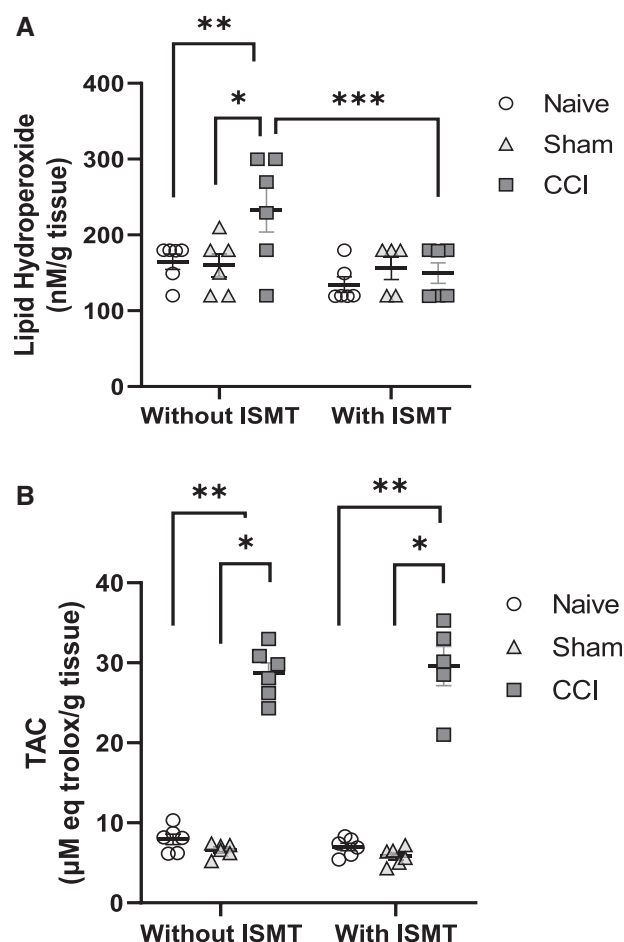 A
**
*
***
400
300
200
100
0
Lipid Hydroperoxide
(nM/g tissue)
Naive
Sham
CCI
Without ISMT
With ISMT
B
**
**
*
*
40
30
20
10
0
TAC
(µM eq trolox/g tissue)
Naive
Sham
CCI
Without ISMT
With ISMT